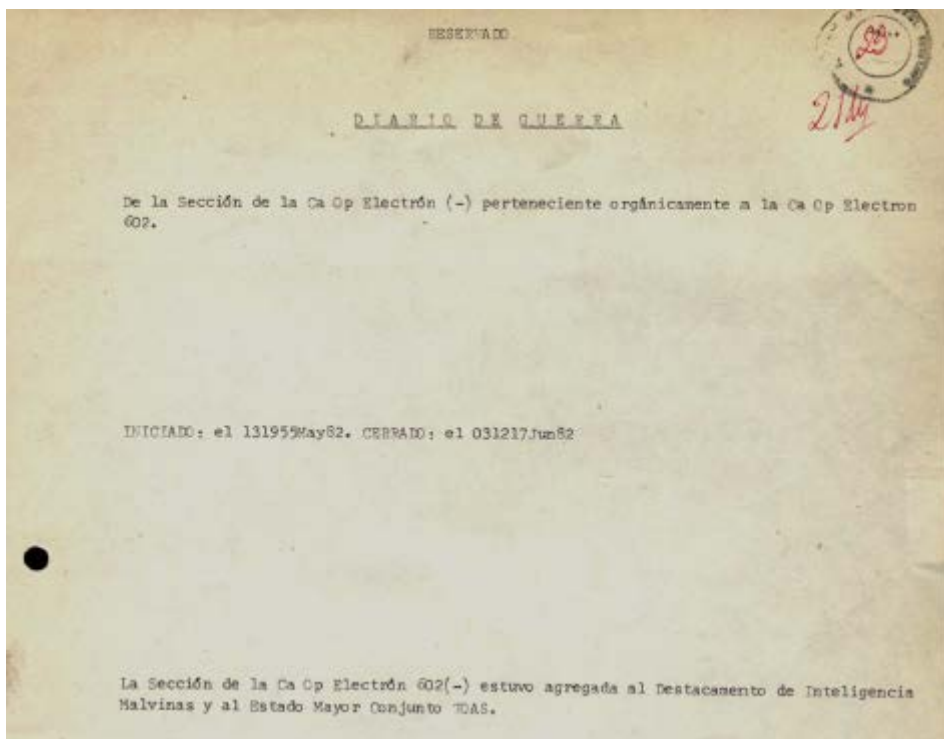 RESERVADO
20
DIARIO DE GUERRA
De la Sección de la Ca Op Electrón (-) perteneciente orgánicamente a la Ca Op Electron
602.
INICIADO: el 131955May82. CERRADO: el 031217Jun82
La Sección de la Ca Op Electrón 602(-) estuvo agregada al Destacamento de Inteligencia
Malvinas y al Estado Mayor Conjunto TOAS.